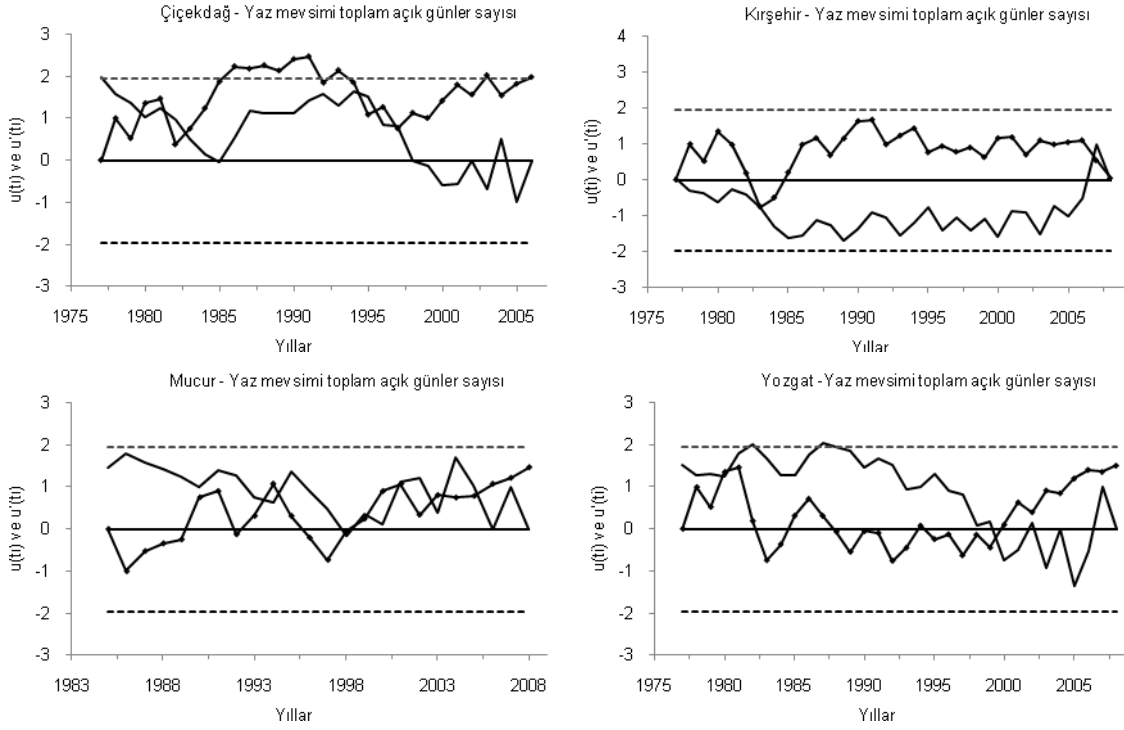 Çiçekdağ - Yaz mevsimi toplam açık günler sayısı
u(ti) ve u'(ti)
3
2
1
0
-1
-2
-3
1975 1980 1985 1990 1995 2000 2005
Yıllar
Kırşehir - Yaz mevsimi toplam açık günler sayısı
u(ti) ve u'(ti)
4
3
2
1
0
-1
-2
-3
1975 1980 1985 1990 1995 2000 2005
Yıllar
Mucur - Yaz mevsimi toplam açık günler sayısı
u(ti) ve u'(ti)
3
2
1
0
-1
-2
-3
1983 1988 1993 1998 2003 2008
Yıllar
Yozgat -Yaz mevsimi toplam açık günler sayısı
u(ti) ve u'(ti)
3
2
1
0
-1
-2
-3
1975 1980 1985 1990 1995 2000 2005
Yıllar